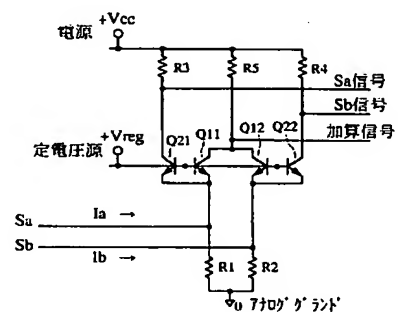 電源 +Vcc
R3 R5 R4
Sa信号
Sb信号
加算信号
定電圧源 +Vreg
Q21 Q11 Q12 Q22
Sa Ia →
Sb Ib →
R1 R2
0 アナログ グランド